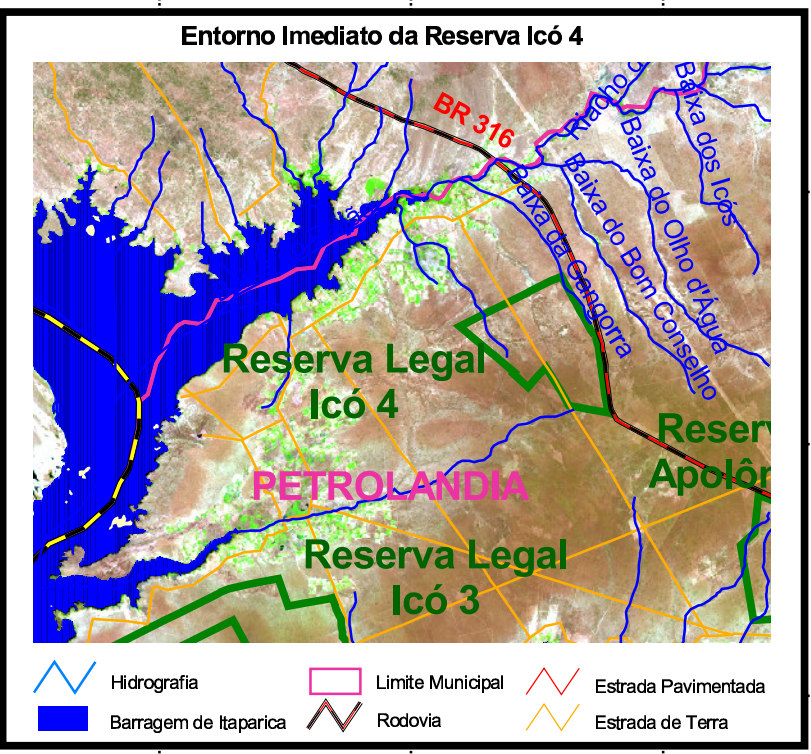 Entorno Imediato da Reserva Icó 4
BR 316
Riacho
Baixa dos Icós
Baixa do Olho d'Água
Baixa do Bom Conselho
Baixa da Gangorra
Reserva Legal
Icó 4
Reserv
Apolôn
PETROLANDIA
Reserva Legal
Icó 3
Hidrografia
Limite Municipal
Estrada Pavimentada
Barragem de Itaparica
Rodovia
Estrada de Terra